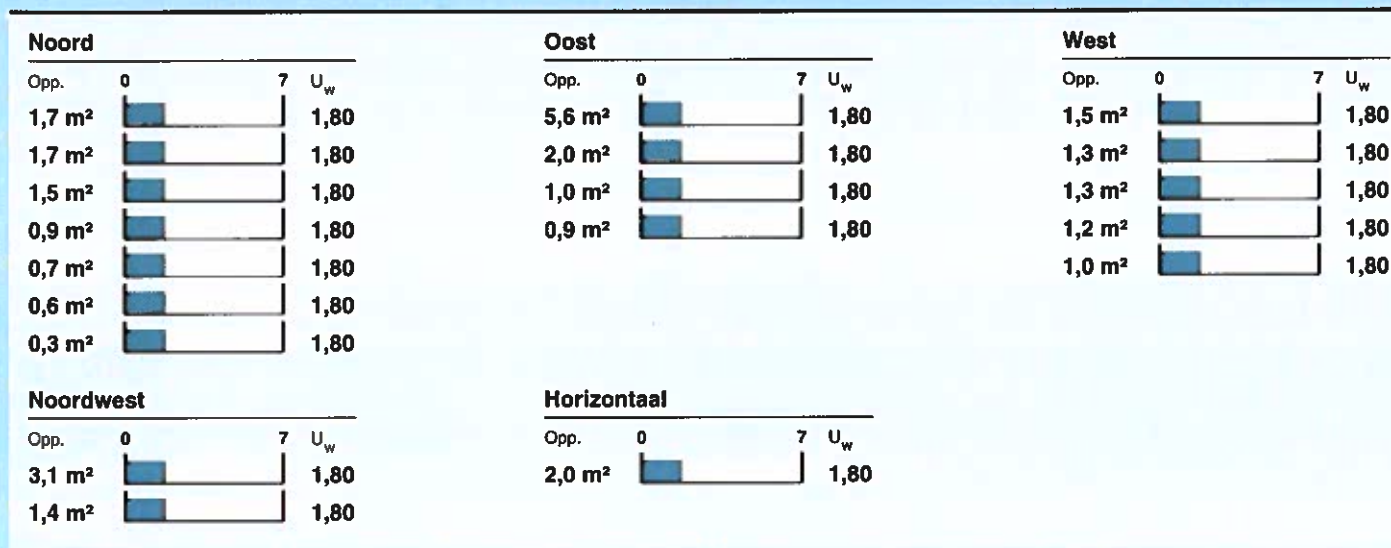 Noord
Opp. 0 7 Uw
1,7 m² 1,80
1,7 m² 1,80
1,5 m² 1,80
0,9 m² 1,80
0,7 m² 1,80
0,6 m² 1,80
0,3 m² 1,80
Oost
Opp. 0 7 Uw
5,6 m² 1,80
2,0 m² 1,80
1,0 m² 1,80
0,9 m² 1,80
West
Opp. 0 7 Uw
1,5 m² 1,80
1,3 m² 1,80
1,3 m² 1,80
1,2 m² 1,80
1,0 m² 1,80
Noordwest
Opp. 0 7 Uw
3,1 m² 1,80
1,4 m² 1,80
Horizontaal
Opp. 0 7 Uw
2,0 m² 1,80